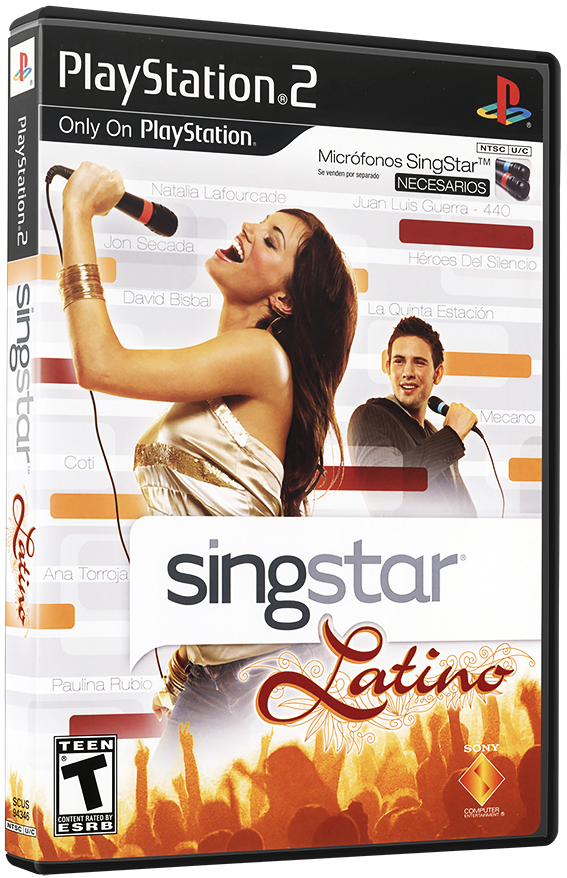 PlayStation®2
Only On PlayStation®
NTSC U/C
Micrófonos SingStar™
Se venden por separado
NECESARIOS
Natalia Lafourcade
Juan Luis Guerra - 440
Jon Secada
Héroes Del Silencio
David Bisbal
La Quinta Estación
Mecano
Coti
singstar®
Latino
Ana Torroja
Paulina Rubio
TEEN
T
CONTENT RATED BY
ESRB
SONY
COMPUTER
ENTERTAINMENT®
PlayStation®2
singstar™
Latino
SCUS
94346
NTSC U/C